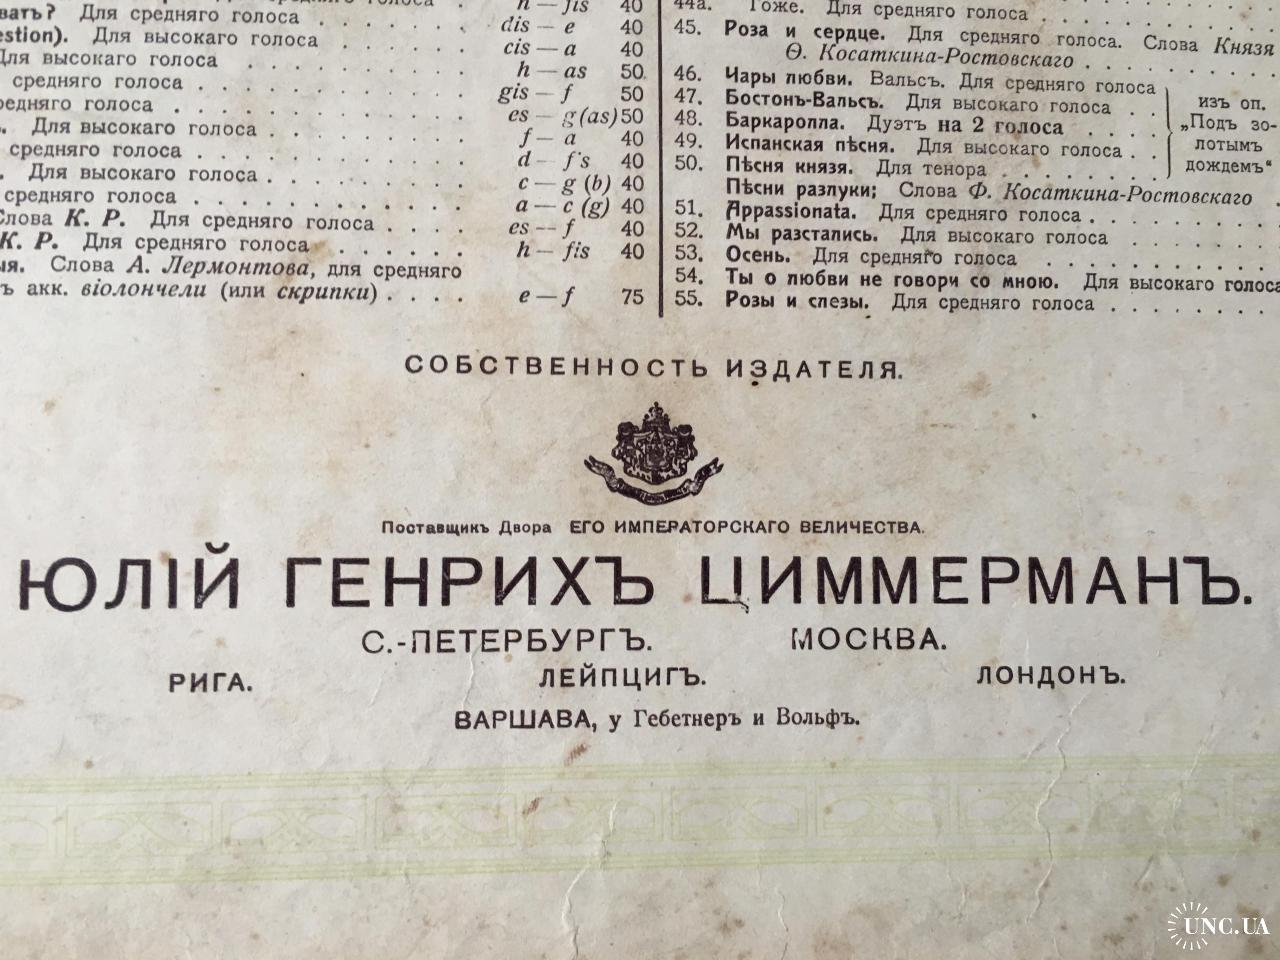 h – fis 40
вать? Для средняго голоса dis – e 40
estion). Для высокаго голоса . . . . . . cis – a 40
Для высокаго голоса . . . . . . h – as 50
средняго голоса . . . . . . gis – f 50
редняго голоса . . . . . . es – g (as) 50
. Для высокаго голоса . . . . . . f – a 40
средняго голоса . . . . . . d – fis 40
. Для высокаго голоса . . . . . . c – g (b) 40
средняго голоса . . . . . . a – c (g) 40
Слова К. Р. Для средняго голоса . . . . es – f 40
К. Р. Для средняго голоса . . . . . . h – fis 40
ыя. Слова А. Лермонтова, для средняго
ъ акк. віолончели (или скрипки) . . . . e – f 75
44а. Тоже. Для средняго голоса . . . . . .
45. Роза и сердце. Для средняго голоса. Слова Князя
Ѳ. Косаткина-Ростовскаго . . . . . .
46. Чары любви. Вальсъ. Для средняго голоса
47. Бостонъ-Вальсъ. Для высокаго голоса . .
48. Баркаролла. Дуэтъ на 2 голоса . . . .
49. Испанская пѣсня. Для высокаго голоса . .
50. Пѣсня князя. Для тенора . . . . . . .
изъ оп.
„Подъ зо-
лотымъ
дождемъ“
Пѣсни разлуки; Слова Ф. Косаткина-Ростовскаго .
51. Appassionata. Для средняго голоса . . . . . .
52. Мы разстались. Для высокаго голоса . . . . . .
53. Осень. Для средняго голоса . . . . . . . . .
54. Ты о любви не говори со мною. Для высокаго голоса
55. Розы и слезы. Для средняго голоса . . . . . . .
СОБСТВЕННОСТЬ ИЗДАТЕЛЯ.
Поставщикъ Двора ЕГО ИМПЕРАТОРСКАГО ВЕЛИЧЕСТВА.
ЮЛІЙ ГЕНРИХЪ ЦИММЕРМАНЪ.
С.-ПЕТЕРБУРГЪ. МОСКВА.
РИГА. ЛЕЙПЦИГЪ. ЛОНДОНЪ.
ВАРШАВА, у Гебетнеръ и Вольфъ.
UNC.UA